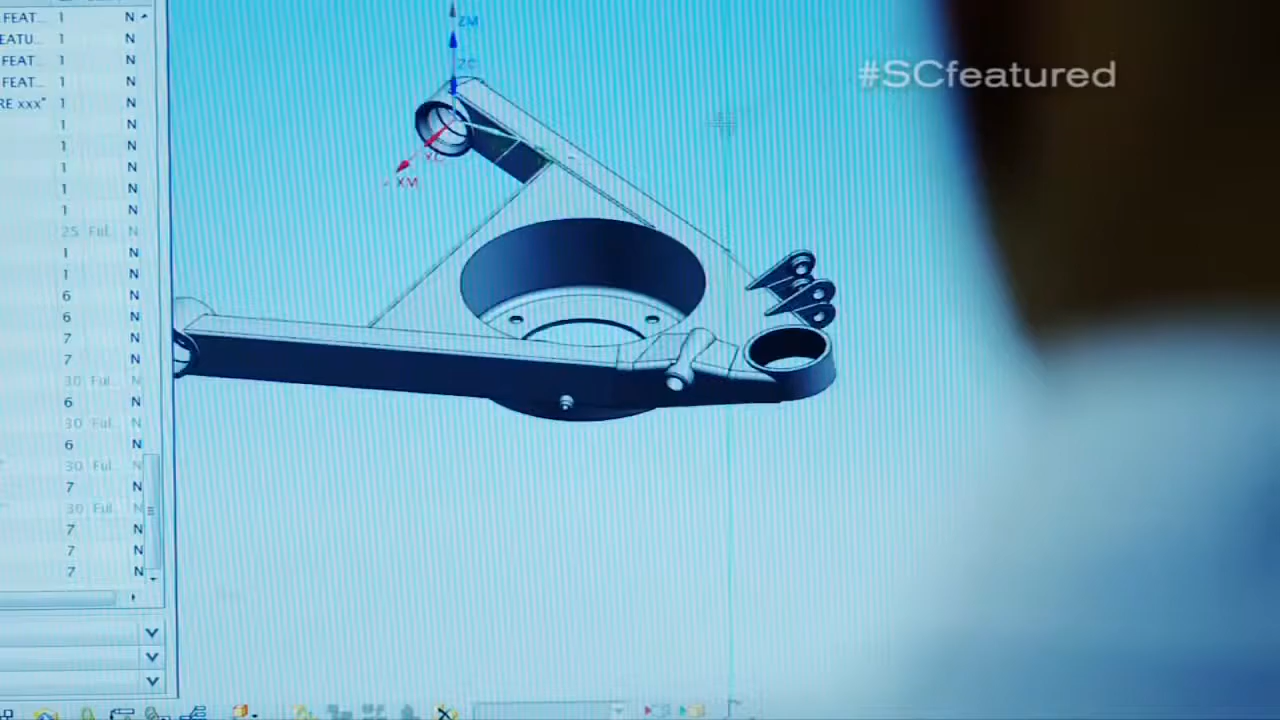 FEAT... 1 N
EATU... 1 N
FEAT... 1 N
FEAT... 1 N
RE xxx" 1 N
1 N
1 N
1 N
1 N
1 N
25 Ful.. N
1 N
1 N
6 N
6 N
7 N
7 N
30 Ful.. N
6 N
30 Ful.. N
6 N
30 Ful.. N
7 N
30 Ful.. N
7 N
7 N
7 N
ZM
ZC
YC
XM
#SCfeatured